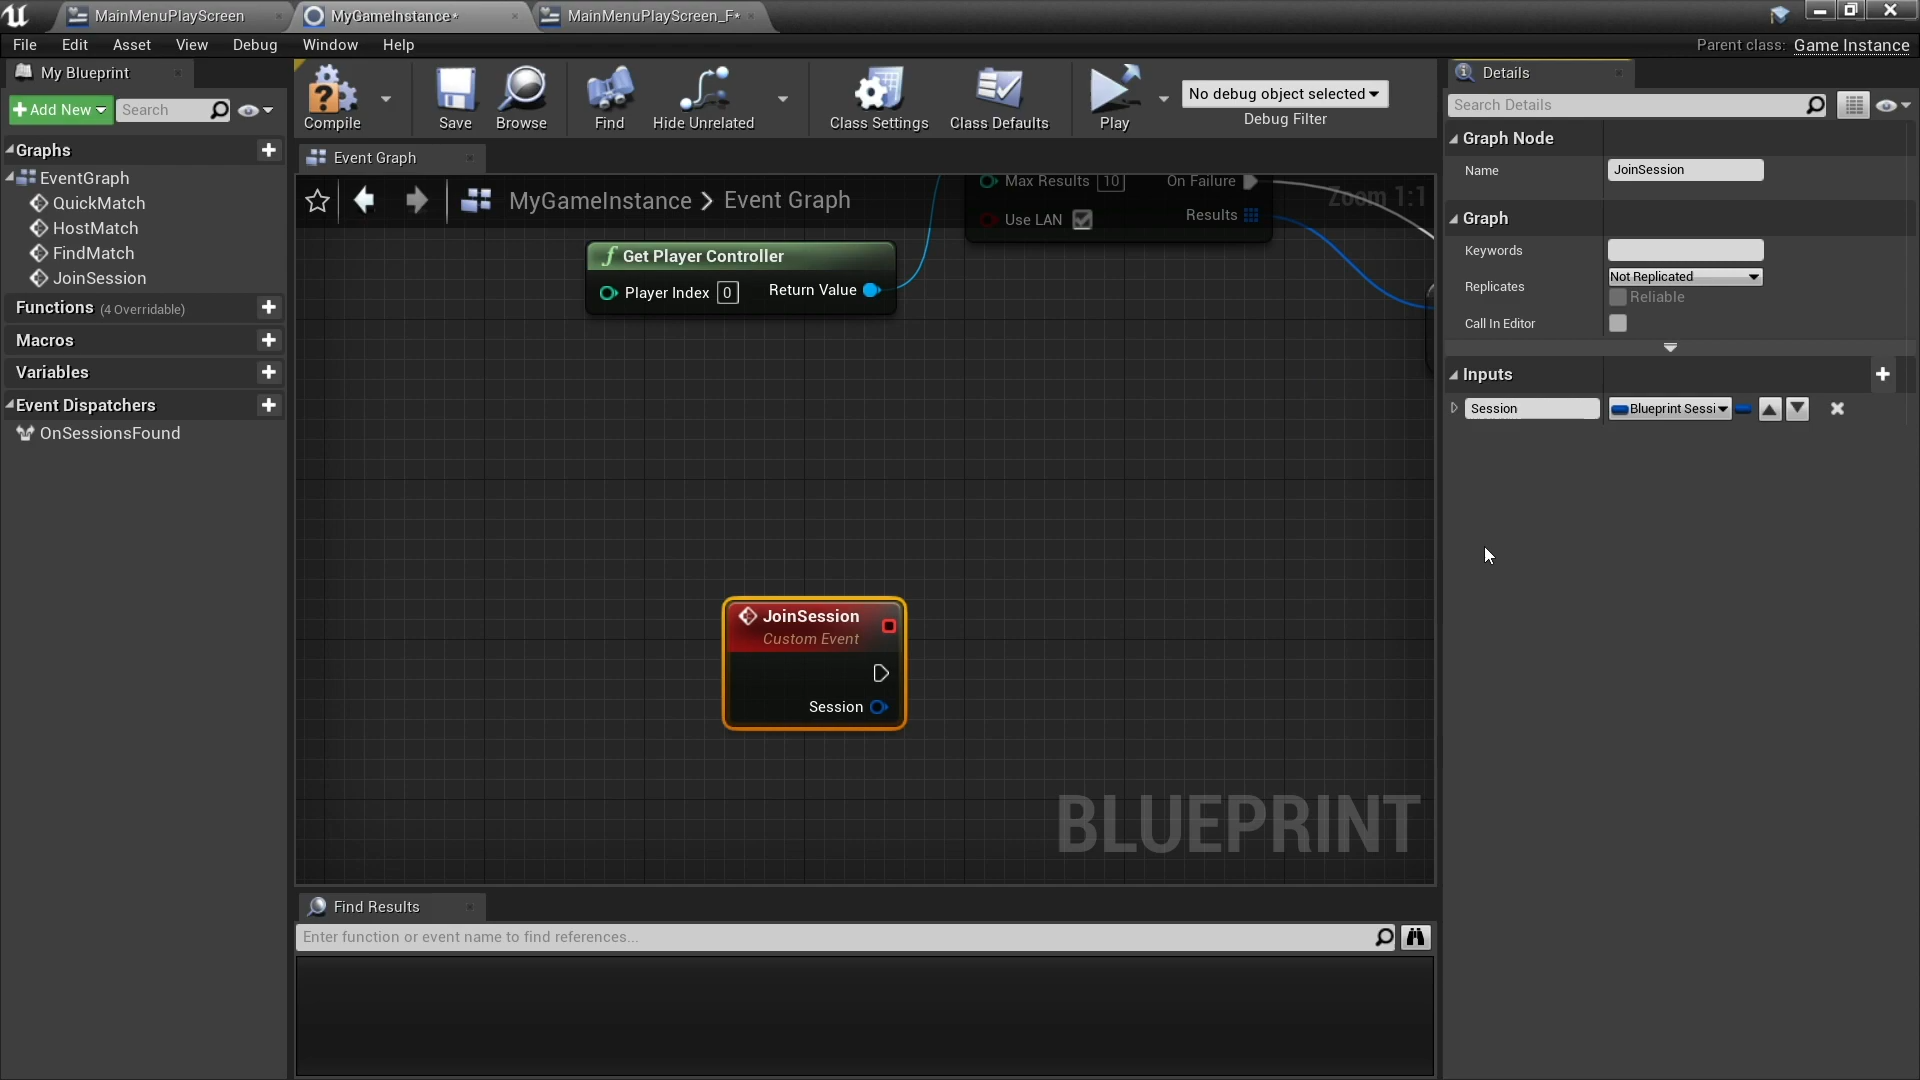 MainMenuPlayScreen
MyGameInstance*
MainMenuPlayScreen_F*
File Edit Asset View Debug Window Help
Parent class: Game Instance
My Blueprint
Add New
Search
Graphs
EventGraph
QuickMatch
HostMatch
FindMatch
JoinSession
Functions (4 Overridable)
Macros
Variables
Event Dispatchers
OnSessionsFound
Compile
Save
Browse
Find
Hide Unrelated
Class Settings
Class Defaults
Play
No debug object selected
Debug Filter
Event Graph
MyGameInstance > Event Graph
Zoom 1:1
Max Results 10
On Failure
Use LAN
Results
Get Player Controller
Player Index 0
Return Value
JoinSession
Custom Event
Session
BLUEPRINT
Find Results
Enter function or event name to find references...
Details
Search Details
Graph Node
Name JoinSession
Graph
Keywords
Replicates Not Replicated
Reliable
Call In Editor
Inputs
Session Blueprint Sessi